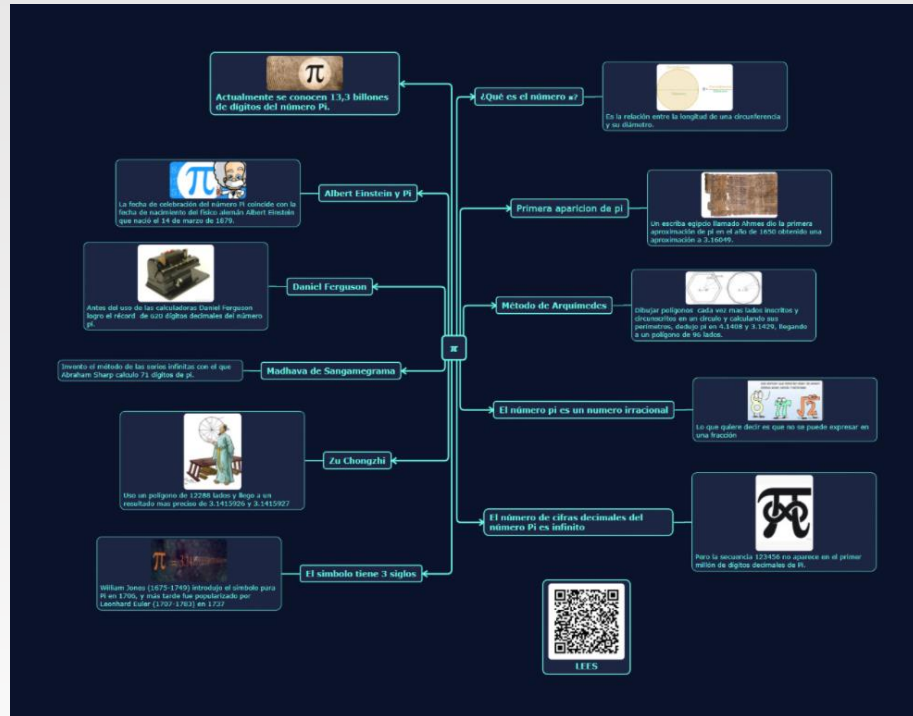 Actualmente se conocen 13,3 billones
de dígitos del número Pi.
¿Qué es el número π?
Es la relación entre la longitud de una circunferencia
y su diámetro.
Albert Einstein y Pi
La fecha de celebración del número Pi coincide con la
fecha de nacimiento del físico alemán Albert Einstein
que nació el 14 de marzo de 1879.
Primera aparicion de pi
Un escriba egipcio llamado Ahmes dio la primera
aproximación de pi en el año de 1650 obtenido una
aproximación a 3.16049.
Daniel Ferguson
Antes del uso de las calculadoras Daniel Ferguson
logro el récord de 620 dígitos decimales del número
pi.
Método de Arquímedes
Dibujar polígonos cada vez mas lados inscritos y
circunscritos en un círculo y calculando sus
perímetros, dedujo pi en 4.1408 y 3.1429, llegando
a un polígono de 96 lados.
π
Madhava de Sangamegrama
Invento el método de las series infinitas con el que
Abraham Sharp calculo 71 dígitos de pi.
El número pi es un numero irracional
Lo que quiere decir es que no se puede expresar en
una fracción
Zu Chongzhi
Uso un polígono de 12288 lados y llego a un
resultado mas preciso de 3.1415926 y 3.1415927
El número de cifras decimales del
número Pi es infinito
Pero la secuencia 123456 no aparece en el primer
millón de dígitos decimales de Pi.
El simbolo tiene 3 siglos
William Jones (1675-1749) introdujo el símbolo para
Pi en 1706, y más tarde fue popularizado por
Leonhard Euler (1707-1783) en 1737
LEES